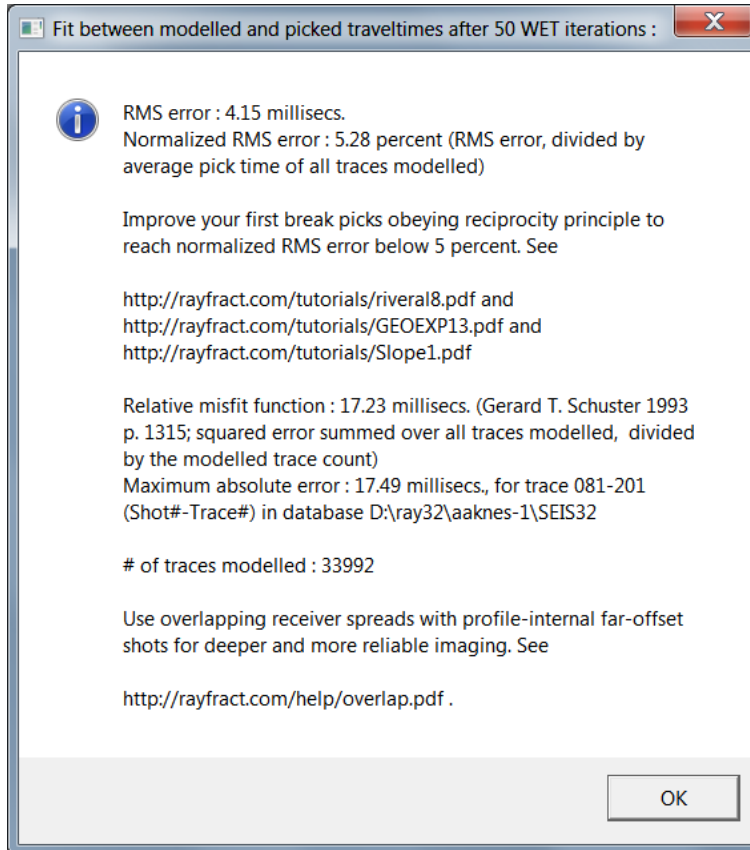 Fit between modelled and picked traveltimes after 50 WET iterations :
RMS error : 4.15 millisecs.
Normalized RMS error : 5.28 percent (RMS error, divided by
average pick time of all traces modelled)
Improve your first break picks obeying reciprocity principle to
reach normalized RMS error below 5 percent. See
http://rayfract.com/tutorials/riveral8.pdf and
http://rayfract.com/tutorials/GEOEXP13.pdf and
http://rayfract.com/tutorials/Slope1.pdf
Relative misfit function : 17.23 millisecs. (Gerard T. Schuster 1993
p. 1315; squared error summed over all traces modelled,  divided
by the modelled trace count)
Maximum absolute error : 17.49 millisecs., for trace 081-201
(Shot#-Trace#) in database D:\ray32\aaknes-1\SEIS32
# of traces modelled : 33992
Use overlapping receiver spreads with profile-internal far-offset
shots for deeper and more reliable imaging. See
http://rayfract.com/help/overlap.pdf .
OK